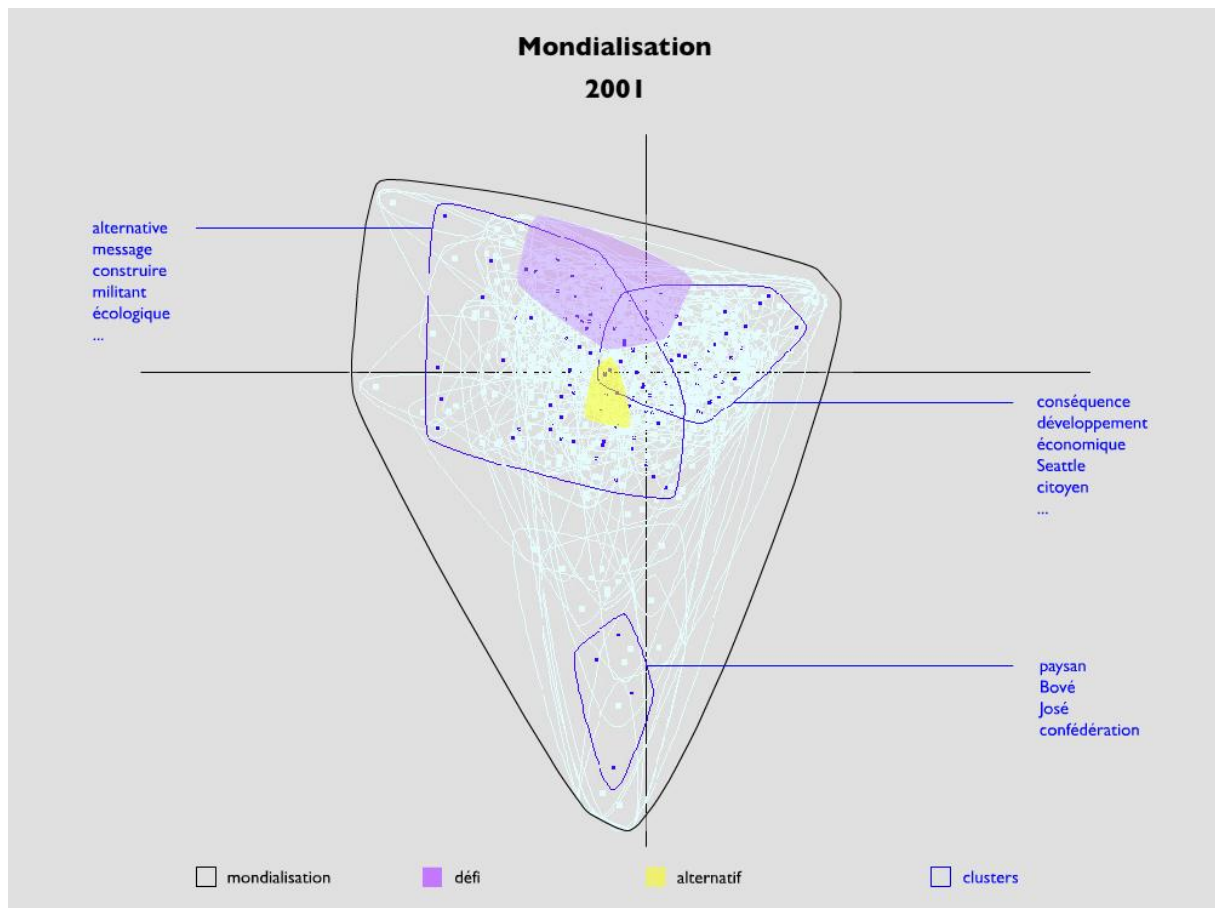 Mondialisation
2001
alternative
message
construire
militant
écologique
...
conséquence
développement
économique
Seattle
citoyen
...
paysan
Bové
José
confédération
mondialisation
défi
alternatif
clusters